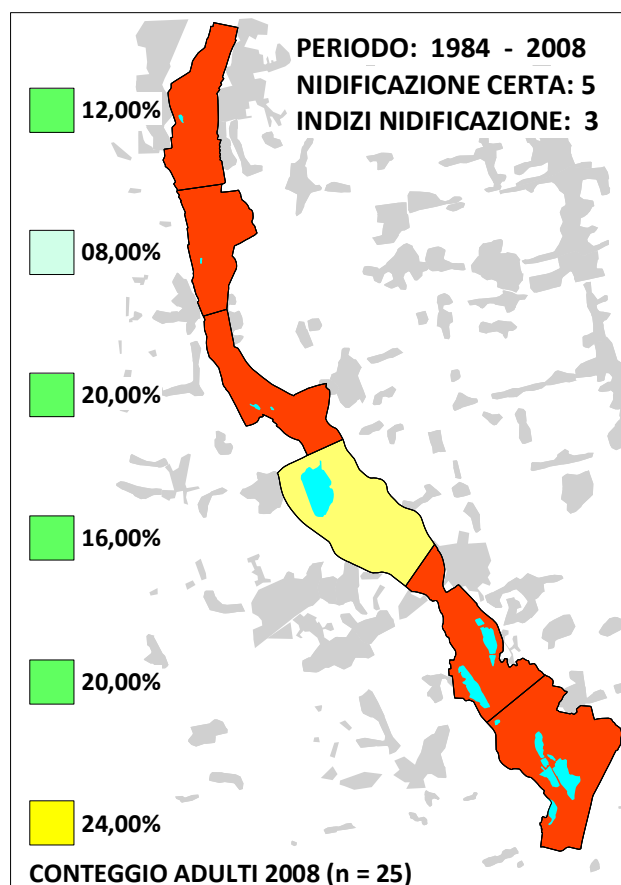 PERIODO: 1984 - 2008
NIDIFICAZIONE CERTA: 5
INDIZI NIDIFICAZIONE: 3
12,00%
08,00%
20,00%
16,00%
20,00%
24,00%
CONTEGGIO ADULTI 2008 (n = 25)